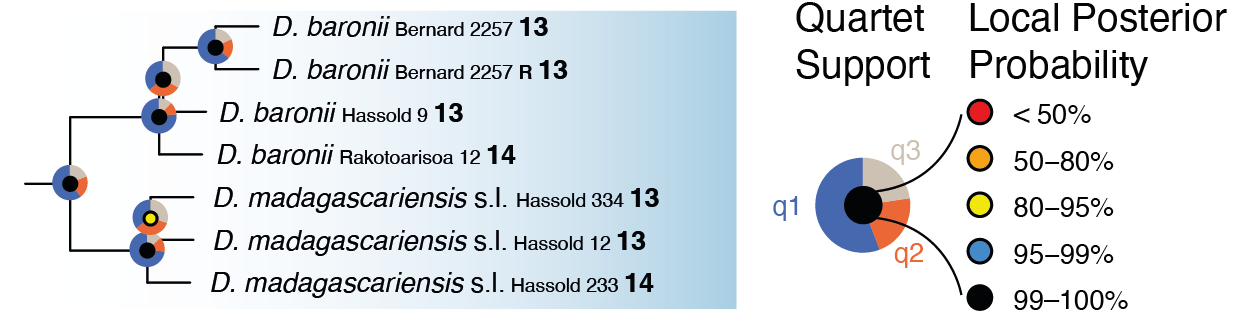 D. baronii Bernard 2257 13
D. baronii Bernard 2257 R 13
D. baronii Hassold 9 13
D. baronii Rakotoarisoa 12 14
D. madagascariensis s.l. Hassold 334 13
D. madagascariensis s.l. Hassold 12 13
D. madagascariensis s.l. Hassold 233 14
Quartet
Support
q3
q1
q2
Local Posterior
Probability
< 50%
50–80%
80–95%
95–99%
99–100%